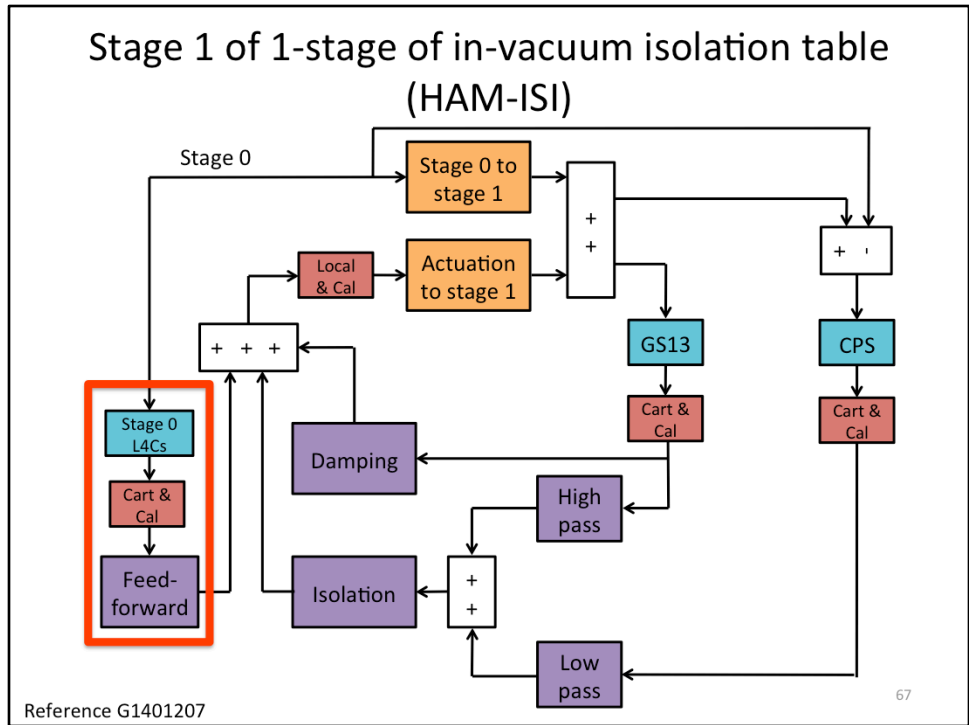 Stage 1 of 1-stage of in-vacuum isolation table
(HAM-ISI)
Stage 0
Stage 0 to
stage 1
+
+
+ -
Local
& Cal
Actuation
to stage 1
+ + +
GS13
CPS
Stage 0
L4Cs
Cart &
Cal
Cart &
Cal
Damping
Cart &
Cal
High
pass
Feed-
forward
Isolation
+
+
Low
pass
67
Reference G1401207